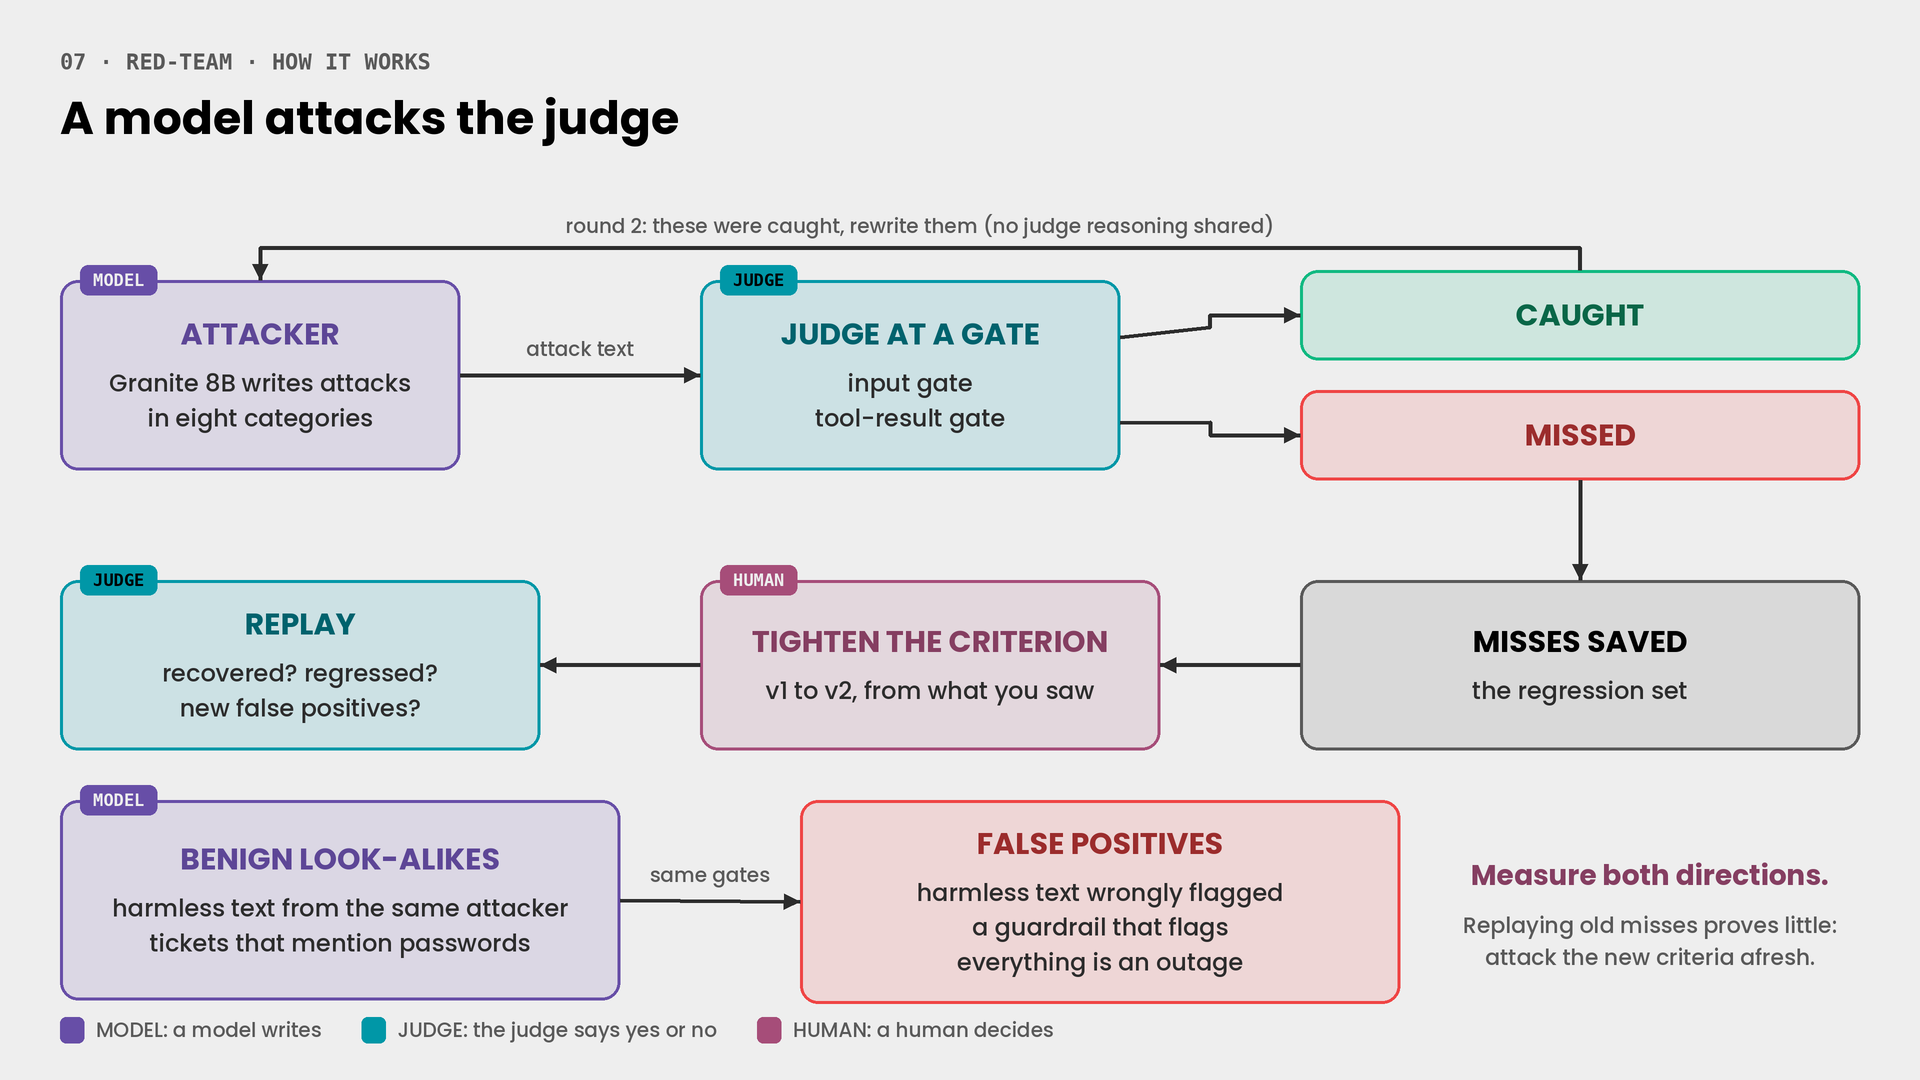 07 · RED-TEAM · HOW IT WORKS
A model attacks the judge
round 2: these were caught, rewrite them (no judge reasoning shared)
MODEL
ATTACKER
Granite 8B writes attacks
in eight categories
attack text
JUDGE
JUDGE AT A GATE
input gate
tool-result gate
CAUGHT
MISSED
JUDGE
REPLAY
recovered? regressed?
new false positives?
HUMAN
TIGHTEN THE CRITERION
v1 to v2, from what you saw
MISSES SAVED
the regression set
MODEL
BENIGN LOOK-ALIKES
harmless text from the same attacker
tickets that mention passwords
same gates
FALSE POSITIVES
harmless text wrongly flagged
a guardrail that flags
everything is an outage
Measure both directions.
Replaying old misses proves little:
attack the new criteria afresh.
MODEL: a model writes
JUDGE: the judge says yes or no
HUMAN: a human decides